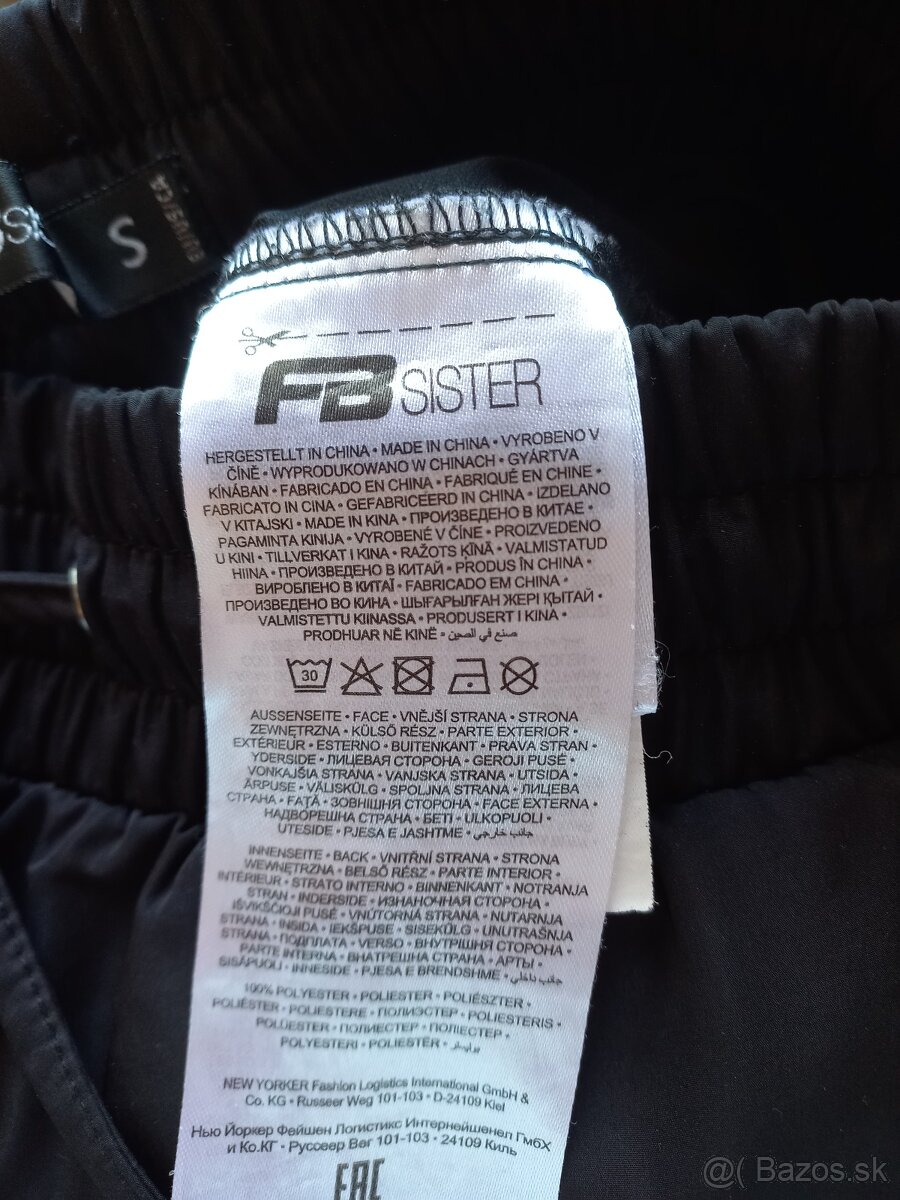 S
FB SISTER
HERGESTELLT IN CHINA • MADE IN CHINA • VYROBENO V
ČÍNĚ • WYPRODUKOWANO W CHINACH • GYÁRTVA
KÍNÁBAN • FABRICADO EN CHINA • FABRIQUÉ EN CHINE •
FABRICATO IN CINA • GEFABRICEERD IN CHINA • IZDELANO
V KITAJSKI • MADE IN KINA • ПРОИЗВЕДЕНО В КИТАЕ •
PAGAMINTA KINIJA • VYROBENÉ V ČÍNE • PROIZVEDENO
U KINI • TILLVERKAT I KINA • RAŽOTS ĶĪNĀ • VALMISTATUD
HIINA • ПРОИЗВЕДЕНО В КИТАЙ • PRODUS ÎN CHINA •
ВИРОБЛЕНО В КИТАЇ • FABRICADO EM CHINA •
ПРОИЗВЕДЕНО ВО КИНА • ШЫҒАРЫЛҒАН ЖЕРІ ҚЫТАЙ •
VALMISTETTU KIINASSA • PRODUSERT I KINA •
PRODHUAR NË KINË • صنع في الصين
30
AUSSENSEITE • FACE • VNĚJŠÍ STRANA • STRONA
ZEWNĘTRZNA • KÜLSŐ RÉSZ • PARTE EXTERIOR •
EXTÉRIEUR • ESTERNO • BUITENKANT • PRAVA STRAN •
YDERSIDE • ЛИЦЕВАЯ СТОРОНА • GEROJI PUSĖ •
VONKAJŠIA STRANA • VANJSKA STRANA • UTSIDA •
ĀRPUSE • VÄLISKÜLG • SPOLJNA STRANA • ЛИЦЕВА
СТРАНА • FAŢĂ • ЗОВНІШНЯ СТОРОНА • FACE EXTERNA •
НАДВОРЕШНА СТРАНА • БЕТІ • ULKOPUOLI •
UTESIDE • PJESA E JASHTME • جانب خارجي
INNENSEITE • BACK • VNITŘNÍ STRANA • STRONA
WEWNĘTRZNA • BELSŐ RÉSZ • PARTE INTERIOR •
INTÉRIEUR • STRATO INTERNO • BINNENKANT • NOTRANJA
STRAN • INDERSIDE • ИЗНАНОЧНАЯ СТОРОНА •
IŠVIKŠČIOJI PUSĖ • VNÚTORNÁ STRANA • NUTARNJA
STRANA • INSIDA • IEKŠPUSE • SISEKÜLG • UNUTRAŠNJA
STRANA • ПОДПЛАТА • VERSO • ВНУТРІШНЯ СТОРОНА •
PARTE INTERNA • ВНАТРЕШНА СТРАНА • АРТЫ •
SISÄPUOLI • INNESIDE • PJESA E BRENDSHME • جانب داخلي
100% POLYESTER • POLIESTER • POLIÉSZTER •
POLIÉSTER • POLIESTERE • ПОЛИЭСТЕР • POLIESTERIS •
POLÜESTER • ПОЛИЕСТЕР • ПОЛІЕСТЕР •
POLYESTERI • POLIESTËR • بوليستر
NEW YORKER Fashion Logistics International GmbH &
Co. KG • Russeer Weg 101-103 • D-24109 Kiel
Нью Йоркер Фейшен Логистикс Интернейшенел ГмбХ
и Ко.КГ • Руссеер Вег 101-103 • 24109 Киль
EAC
@( Bazos.sk